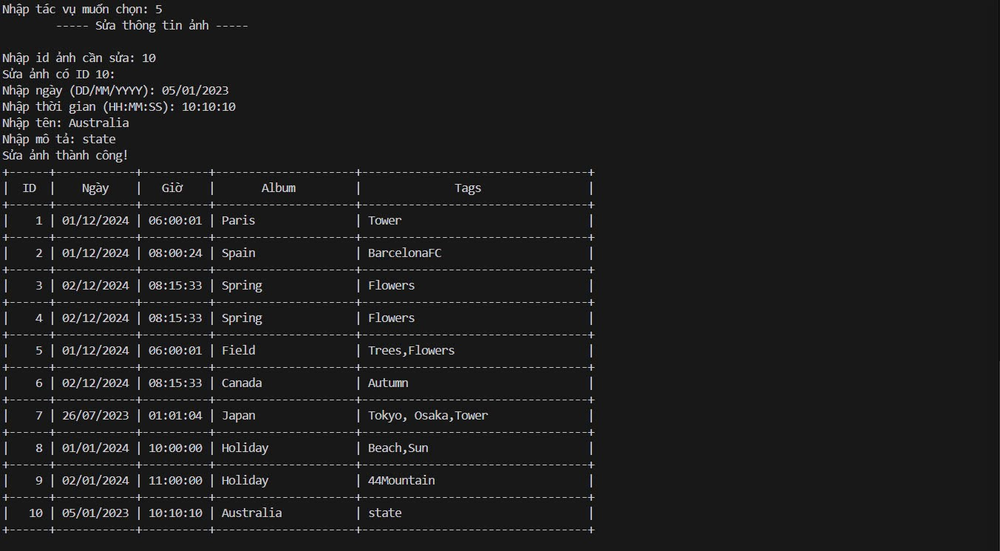 Nhập tác vụ muốn chọn: 5
        ----- Sửa thông tin ảnh -----

Nhập id ảnh cần sửa: 10
Sửa ảnh có ID 10:
Nhập ngày (DD/MM/YYYY): 05/01/2023
Nhập thời gian (HH:MM:SS): 10:10:10
Nhập tên: Australia
Nhập mô tả: state
Sửa ảnh thành công!
+------+------------+----------+---------------------+----------------------------------+
|  ID  |    Ngày    |   Giờ    |       Album         |              Tags                |
+------+------------+----------+---------------------+----------------------------------+
|    1 | 01/12/2024 | 06:00:01 | Paris               | Tower                            |
+------+------------+----------+---------------------+----------------------------------+
|    2 | 01/12/2024 | 08:00:24 | Spain               | BarcelonaFC                      |
+------+------------+----------+---------------------+----------------------------------+
|    3 | 02/12/2024 | 08:15:33 | Spring              | Flowers                          |
+------+------------+----------+---------------------+----------------------------------+
|    4 | 02/12/2024 | 08:15:33 | Spring              | Flowers                          |
+------+------------+----------+---------------------+----------------------------------+
|    5 | 01/12/2024 | 06:00:01 | Field               | Trees,Flowers                    |
+------+------------+----------+---------------------+----------------------------------+
|    6 | 02/12/2024 | 08:15:33 | Canada              | Autumn                           |
+------+------------+----------+---------------------+----------------------------------+
|    7 | 26/07/2023 | 01:01:04 | Japan               | Tokyo, Osaka,Tower               |
+------+------------+----------+---------------------+----------------------------------+
|    8 | 01/01/2024 | 10:00:00 | Holiday             | Beach,Sun                        |
+------+------------+----------+---------------------+----------------------------------+
|    9 | 02/01/2024 | 11:00:00 | Holiday             | 44Mountain                       |
+------+------------+----------+---------------------+----------------------------------+
|   10 | 05/01/2023 | 10:10:10 | Australia           | state                            |
+------+------------+----------+---------------------+----------------------------------+